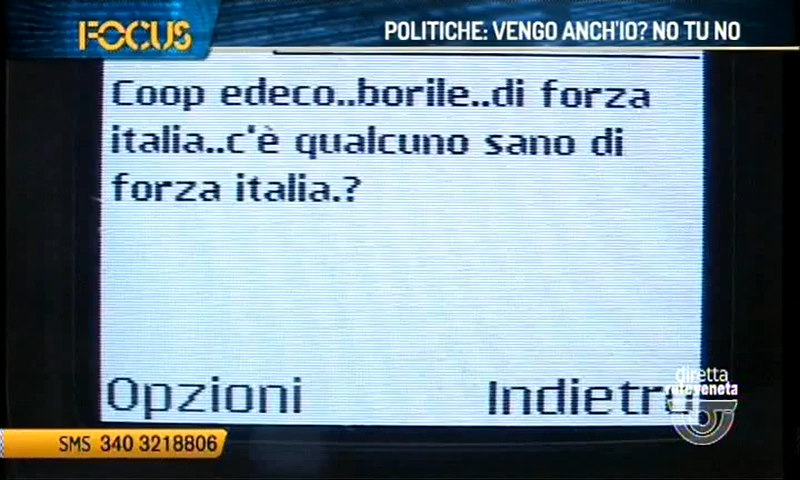 FOCUS
POLITICHE: VENGO ANCH'IO? NO TU NO
Coop edeco..borile..di forza
italia..c'è qualcuno sano di
forza italia.?
Opzioni
Indietro
diretta
reteveneta
SMS 340 3218806